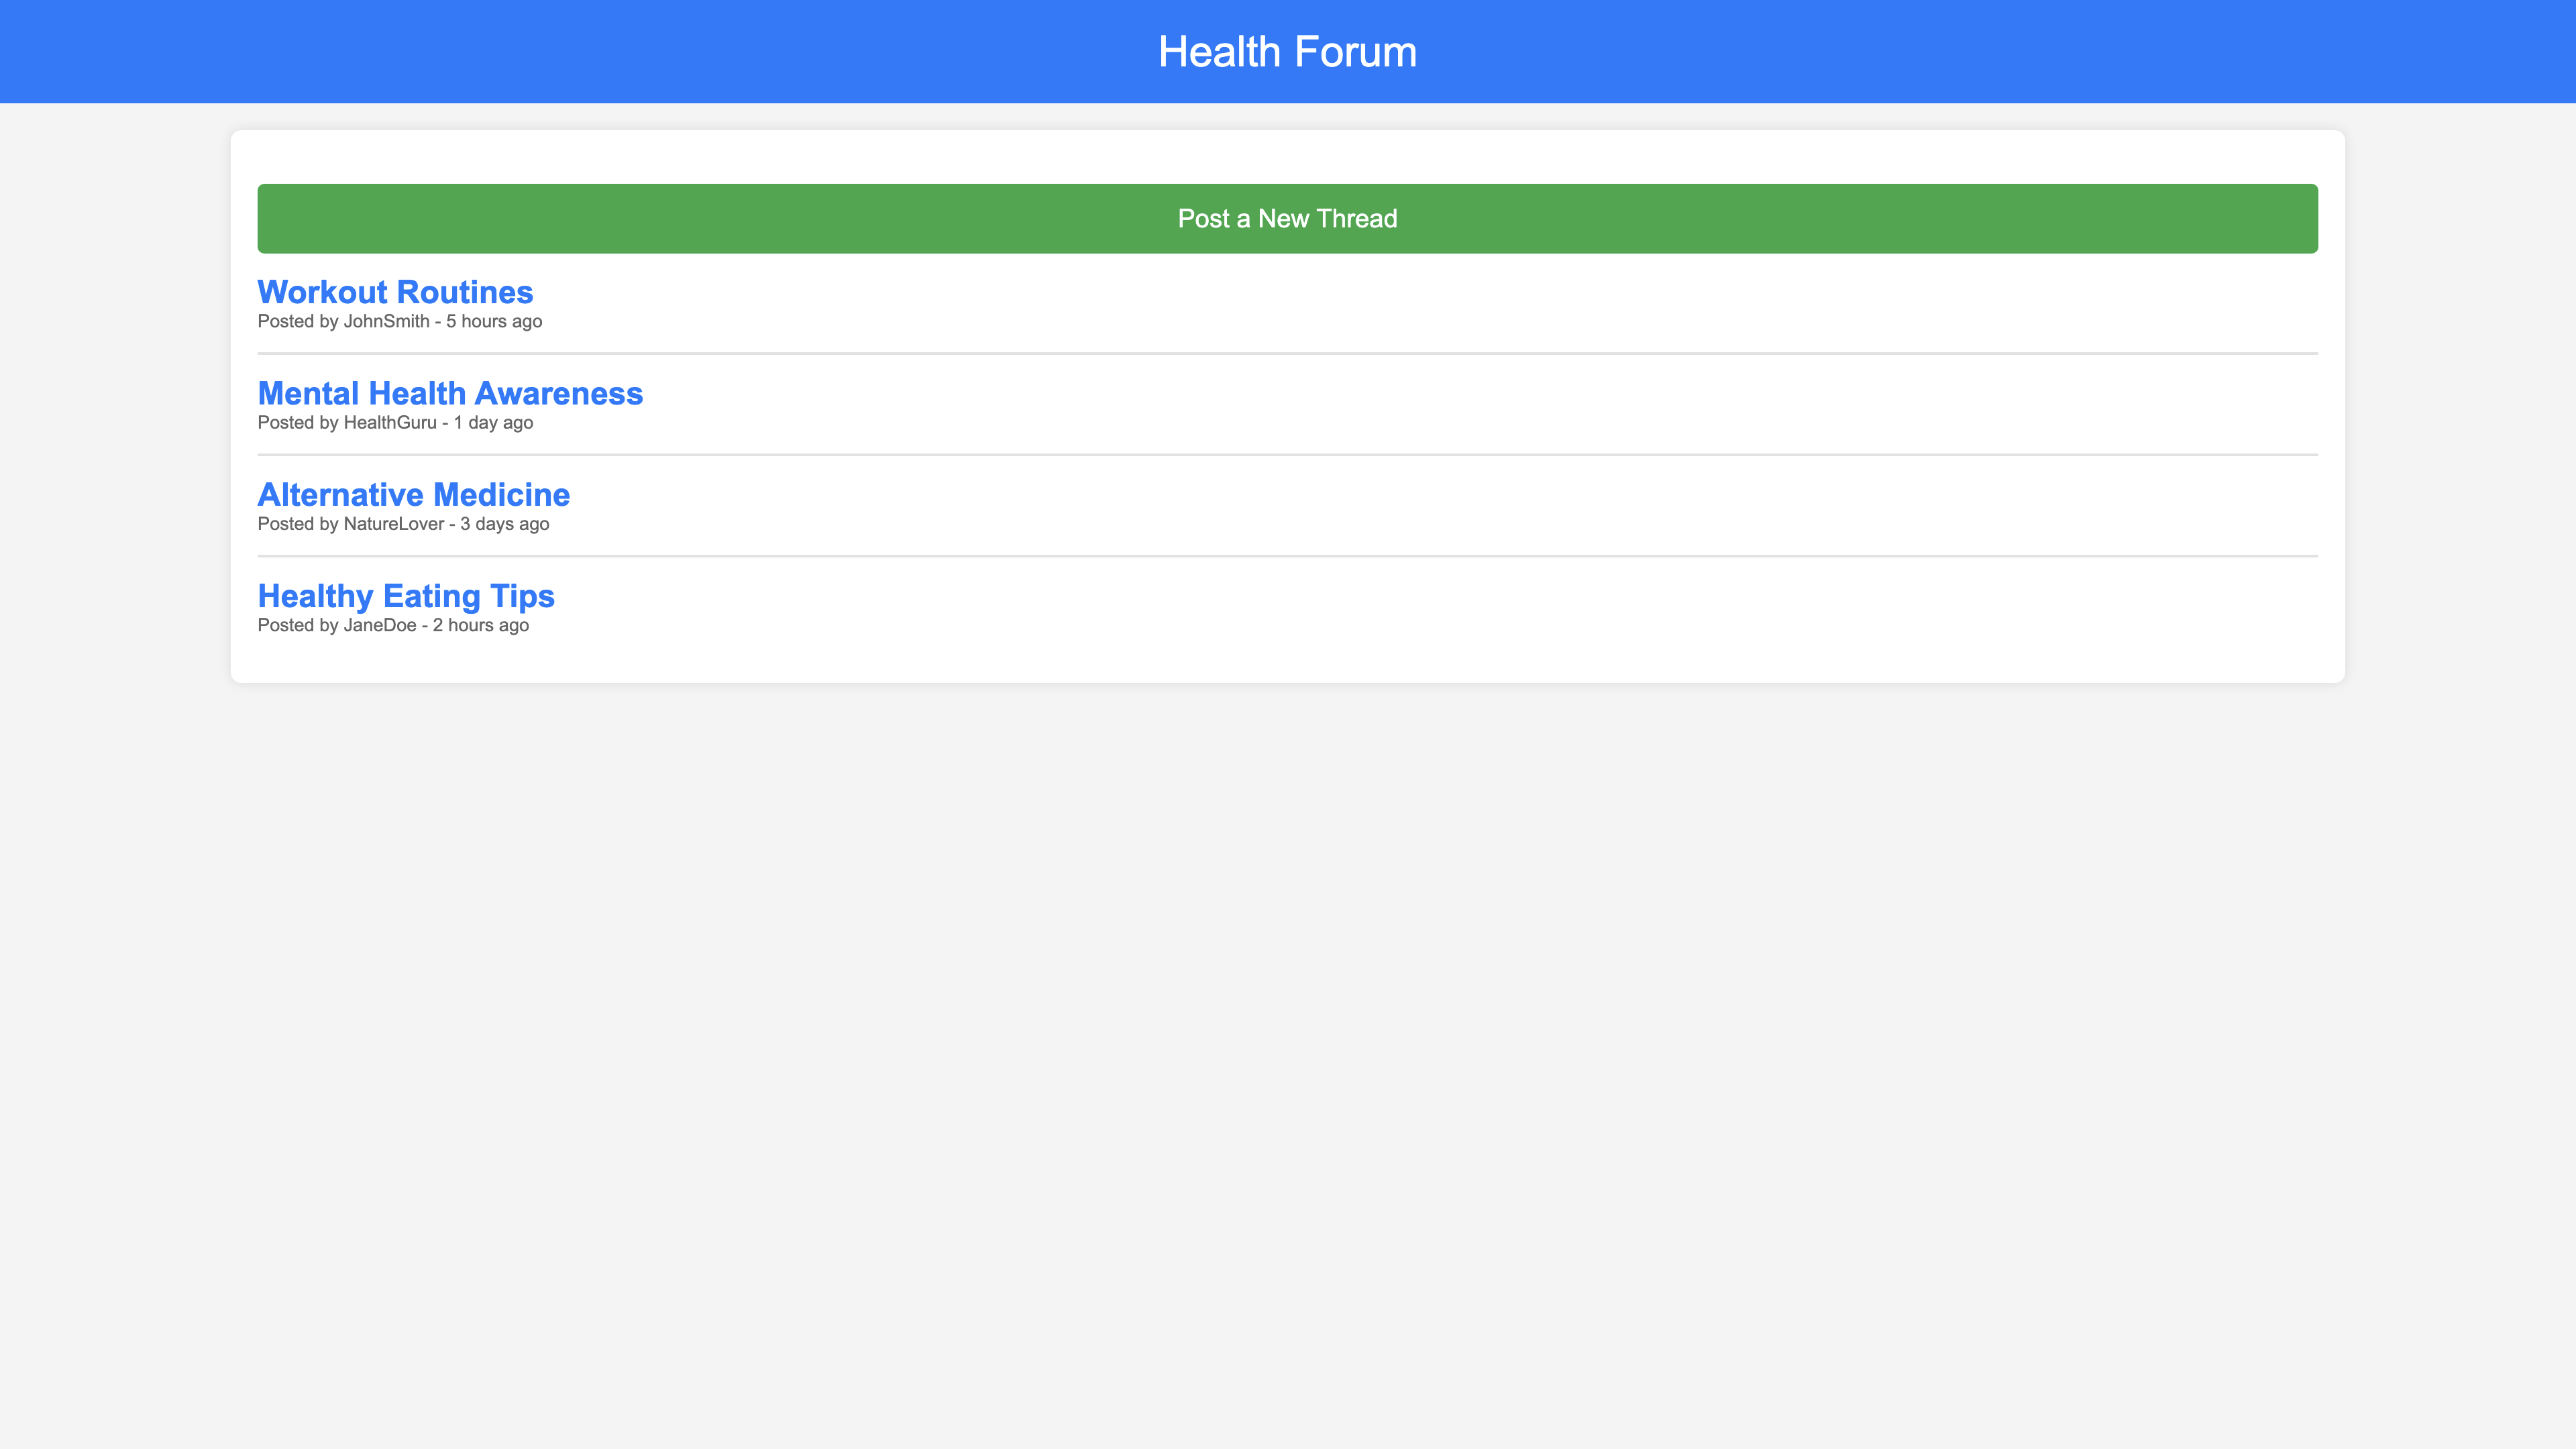 Health Forum
Post a New Thread
Workout Routines
Posted by JohnSmith - 5 hours ago
Mental Health Awareness
Posted by HealthGuru - 1 day ago
Alternative Medicine
Posted by NatureLover - 3 days ago
Healthy Eating Tips
Posted by JaneDoe - 2 hours ago